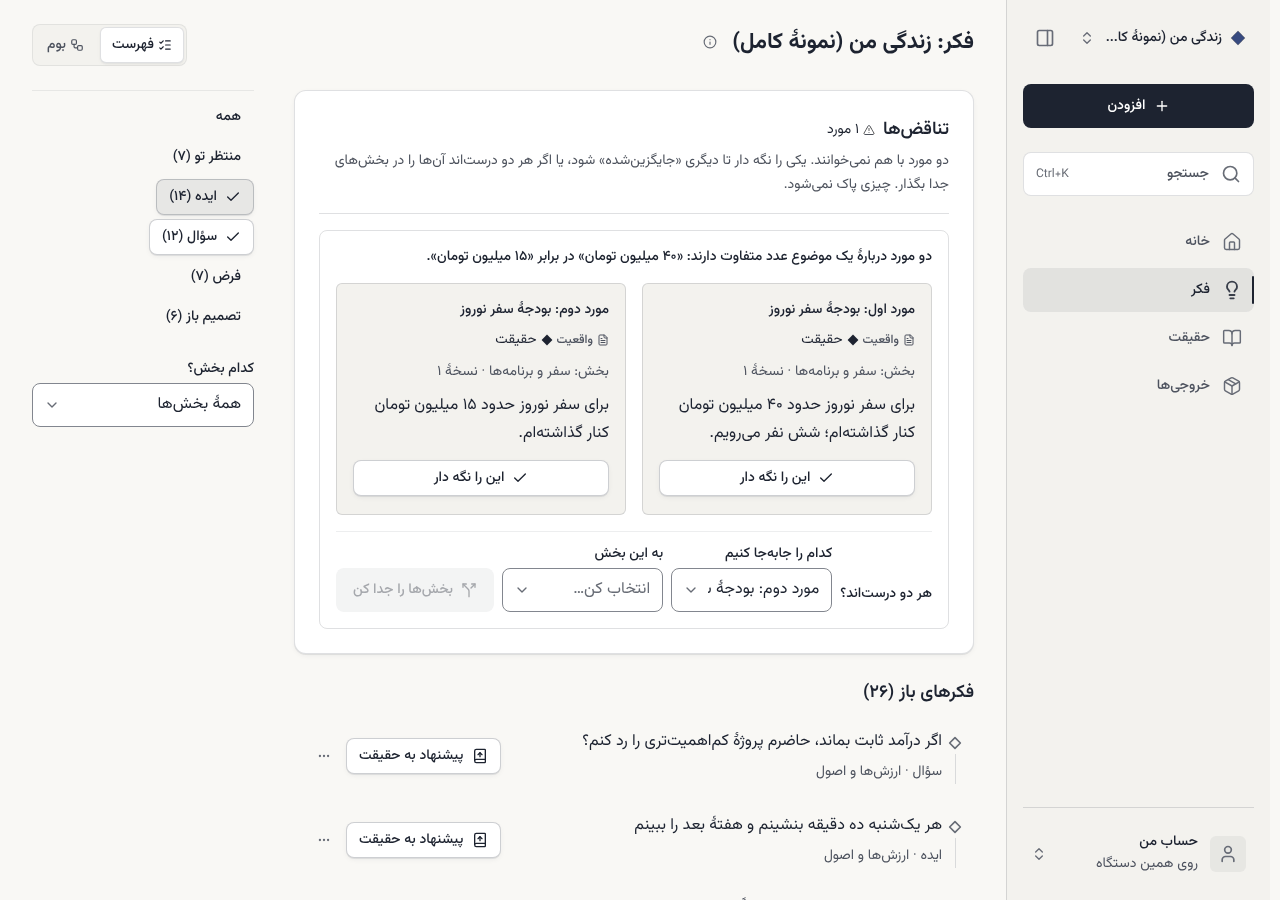 زندگی من (نمونهٔ کا...
افزودن
جستجو
Ctrl+K
خانه
فکر
حقیقت
خروجی‌ها
حساب من
روی همین دستگاه
فکر: زندگی من (نمونهٔ کامل)
فهرست
بوم
تناقض‌ها
۱ مورد
دو مورد با هم نمی‌خوانند. یکی را نگه دار تا دیگری «جایگزین‌شده» شود، یا اگر هر دو درست‌اند آن‌ها را در بخش‌های
جدا بگذار. چیزی پاک نمی‌شود.
دو مورد دربارهٔ یک موضوع عدد متفاوت دارند: «۴۰ میلیون تومان» در برابر «۱۵ میلیون تومان».
مورد اول: بودجهٔ سفر نوروز
واقعیت
حقیقت
بخش: سفر و برنامه‌ها · نسخهٔ ۱
برای سفر نوروز حدود ۴۰ میلیون تومان
کنار گذاشته‌ام؛ شش نفر می‌رویم.
این را نگه دار
مورد دوم: بودجهٔ سفر نوروز
واقعیت
حقیقت
بخش: سفر و برنامه‌ها · نسخهٔ ۱
برای سفر نوروز حدود ۱۵ میلیون تومان
کنار گذاشته‌ام.
این را نگه دار
هر دو درست‌اند؟
کدام را جابه‌جا کنیم
مورد دوم: بودجهٔ
به این بخش
انتخاب کن...
بخش‌ها را جدا کن
فکرهای باز (۲۶)
اگر درآمد ثابت بماند، حاضرم پروژهٔ کم‌اهمیت‌تری را رد کنم؟
سؤال · ارزش‌ها و اصول
پیشنهاد به حقیقت
هر یک‌شنبه ده دقیقه بنشینم و هفتهٔ بعد را ببینم
ایده · ارزش‌ها و اصول
پیشنهاد به حقیقت
همه
منتظر تو (۷)
ایده (۱۴)
سؤال (۱۲)
فرض (۷)
تصمیم باز (۶)
کدام بخش؟
همهٔ بخش‌ها